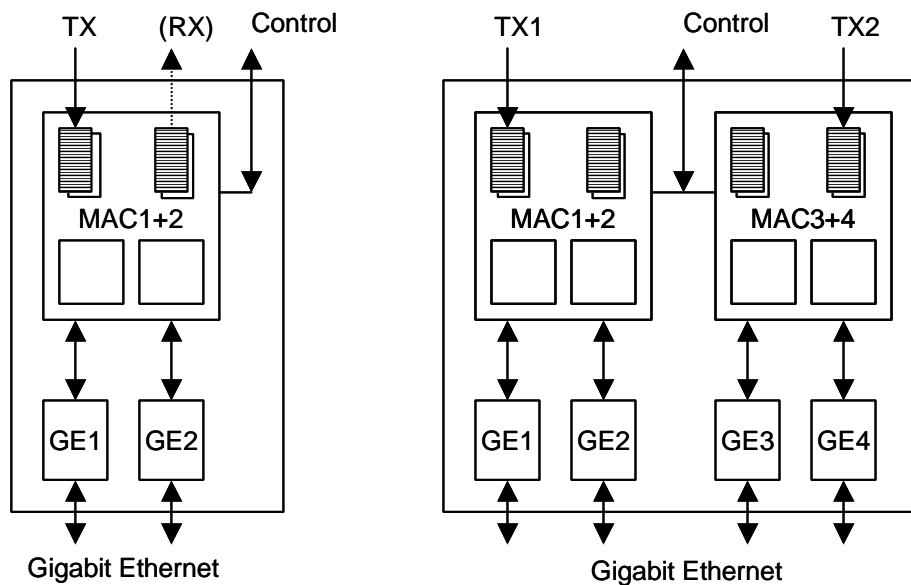 TX (RX) Control
MAC1+2
GE1 GE2
Gigabit Ethernet
TX1 Control TX2
MAC1+2 MAC3+4
GE1 GE2 GE3 GE4
Gigabit Ethernet